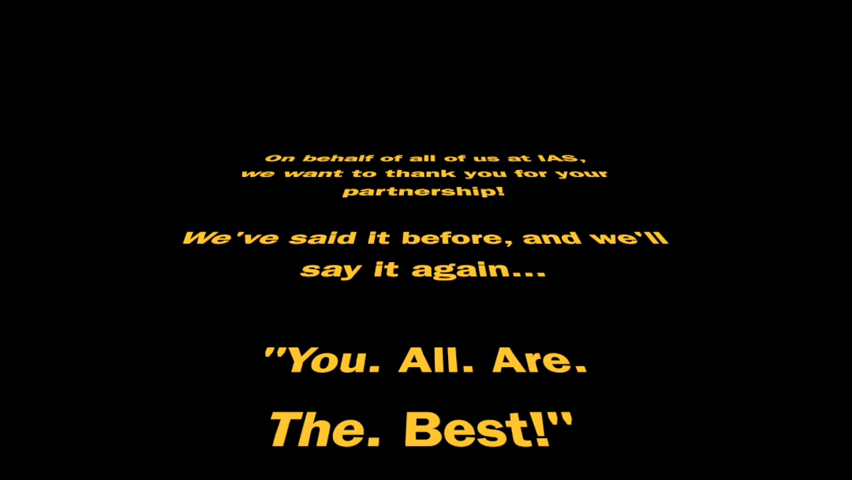 On behalf of all of us at IAS,
we want to thank you for your
partnership!
We've said it before, and we'll
say it again...
"You. All. Are.
The. Best!"